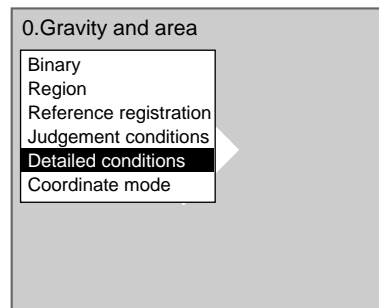 0.Gravity and area
Binary
Region
Reference registration
Judgement conditions
Detailed conditions
Coordinate mode